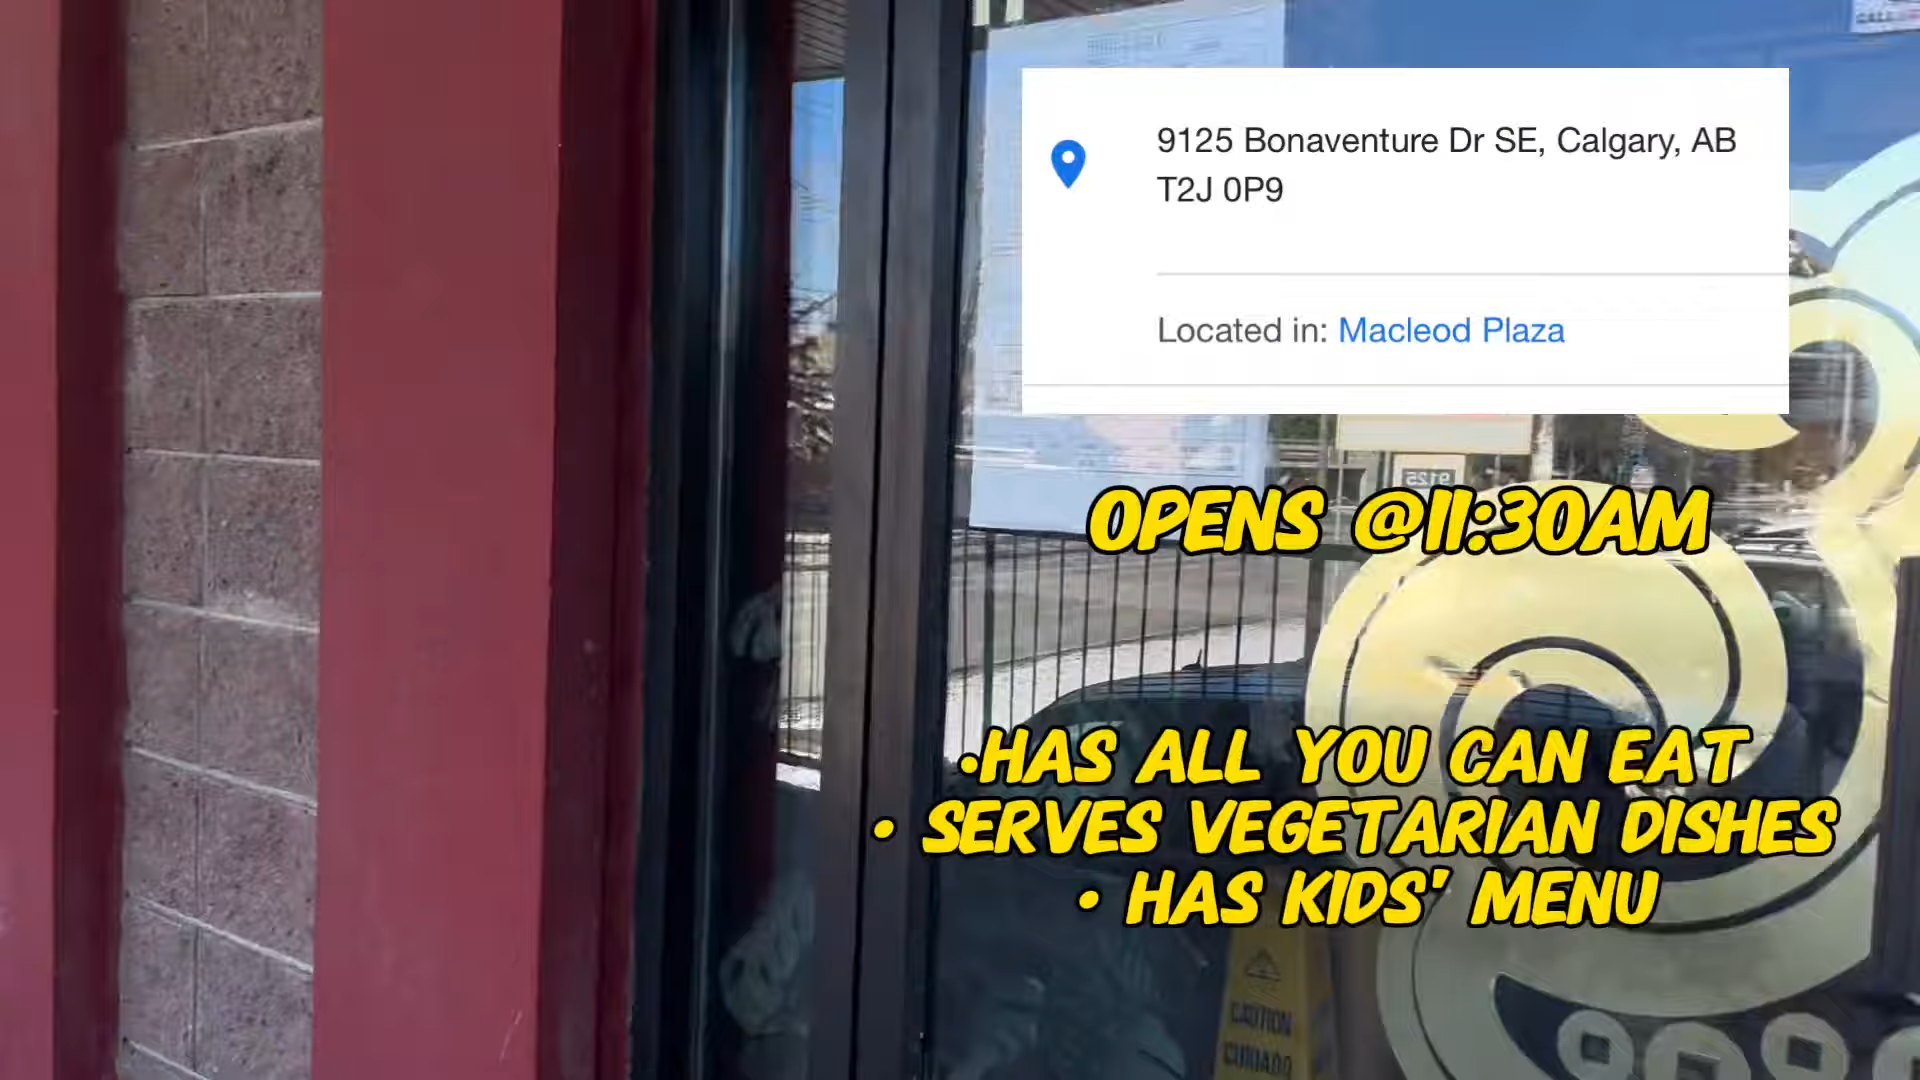 9125 Bonaventure Dr SE, Calgary, AB
T2J 0P9
Located in: Macleod Plaza
9125
OPENS @11:30AM
•HAS ALL YOU CAN EAT
• SERVES VEGETARIAN DISHES
• HAS KIDS' MENU
CAUTION
CUIDADO